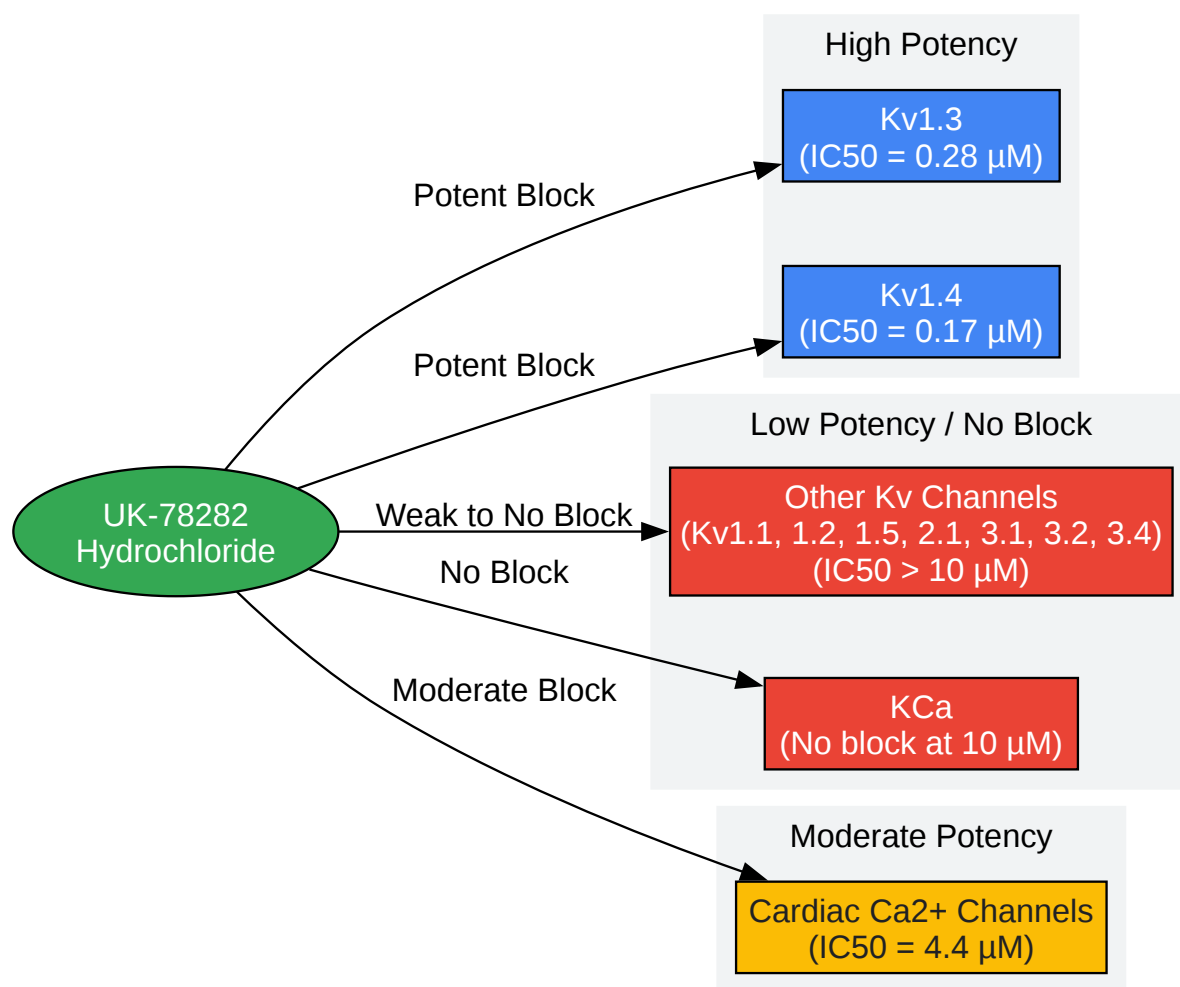 High Potency
Kv1.3
(IC50 = 0.28 µM)
Potent Block
Kv1.4
(IC50 = 0.17 µM)
Potent Block
Low Potency / No Block
Other Kv Channels
(Kv1.1, 1.2, 1.5, 2.1, 3.1, 3.2, 3.4)
(IC50 > 10 µM)
UK-78282
Hydrochloride
Weak to No Block
No Block
KCa
(No block at 10 µM)
Moderate Block
Moderate Potency
Cardiac Ca2+ Channels
(IC50 = 4.4 µM)